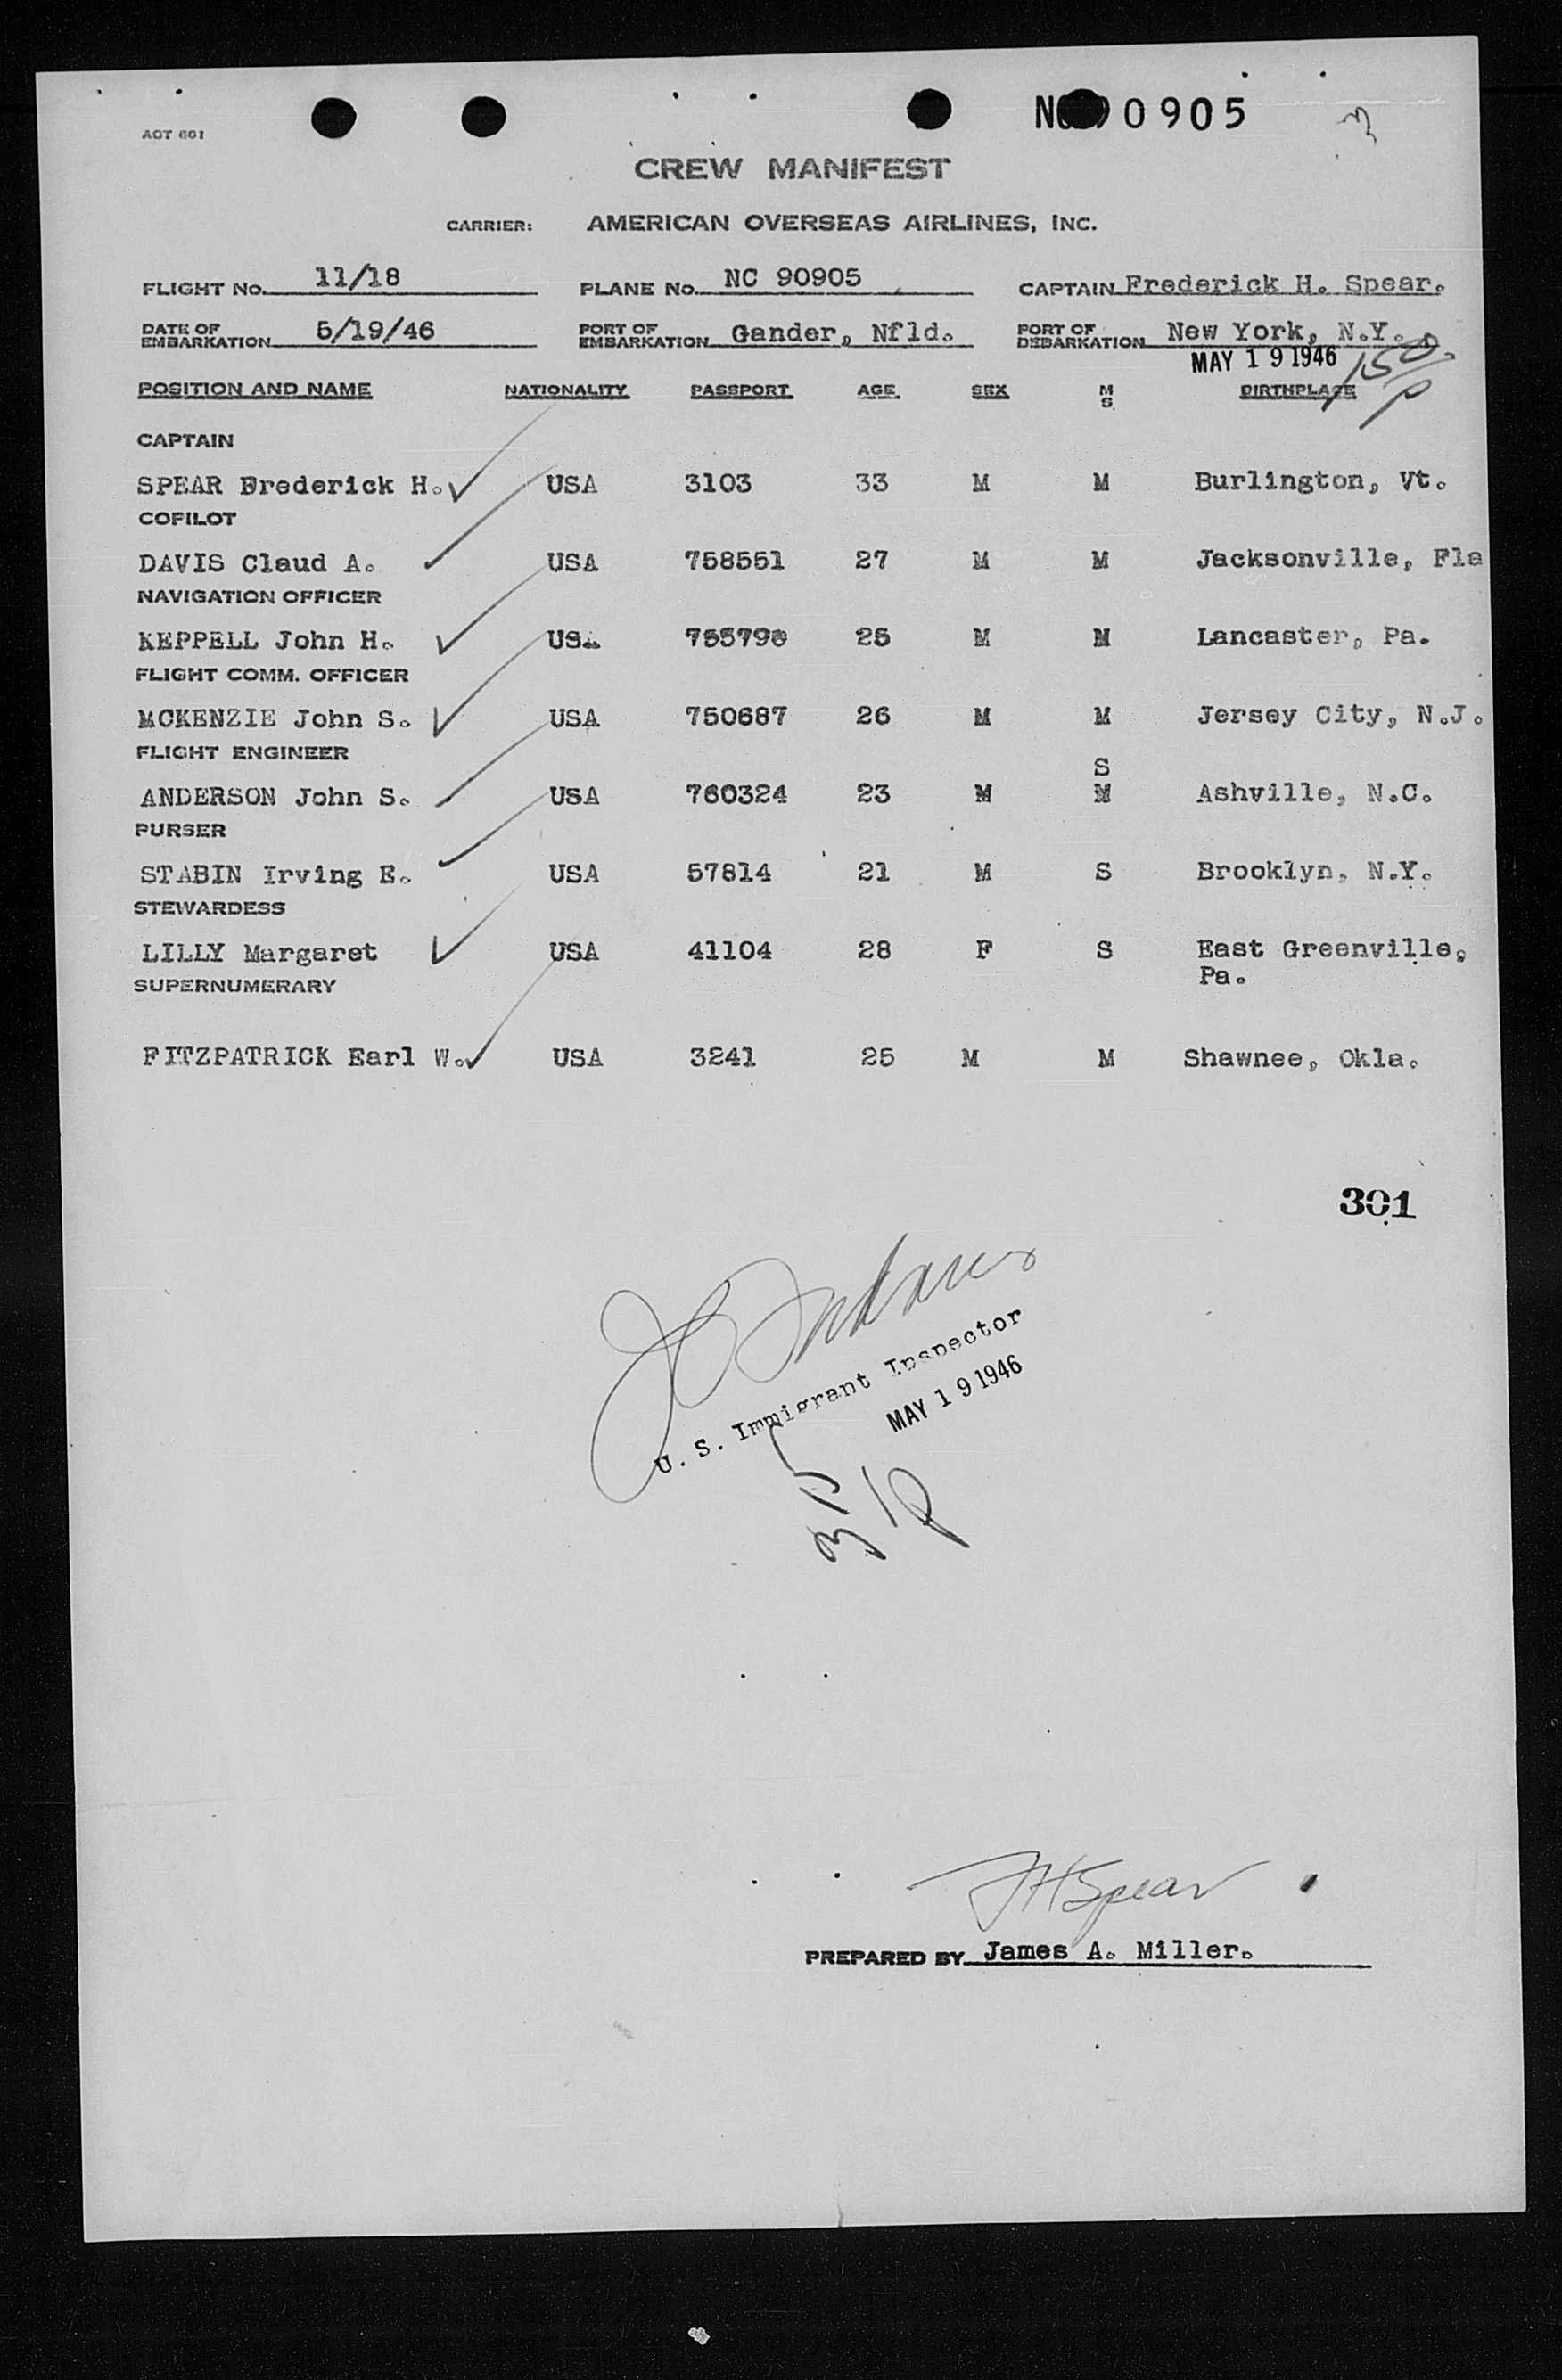 AOT 601
0905
CREW MANIFEST
CARRIER: AMERICAN OVERSEAS AIRLINES, INC.
FLIGHT No. 11/18 PLANE No. NC 90905 CAPTAIN Frederick H. Spear.
DATE OF EMBARKATION 5/19/46 PORT OF EMBARKATION Gander, Nfld. PORT OF DEBARKATION New York, N.Y.
MAY 19 1946 150
POSITION AND NAME NATIONALITY PASSPORT AGE SEX M S BIRTHPLACE
CAPTAIN
SPEAR Frederick H. USA 3103 33 M M Burlington, Vt.
COPILOT
DAVIS Claud A. USA 758551 27 M M Jacksonville, Fla
NAVIGATION OFFICER
KEPPELL John H. USA 25 M M Lancaster, Pa.
FLIGHT COMM. OFFICER
MCKENZIE John S. USA 750687 26 M M Jersey City, N.J.
FLIGHT ENGINEER
S
ANDERSON John S. USA 760324 23 M M Ashville, N.C.
PURSER
STABIN Irving E. USA 57814 21 M S Brooklyn, N.Y.
STEWARDESS
LILLY Margaret USA 41104 28 F S East Greenville,
Pa.
SUPERNUMERARY
FITZPATRICK Earl W. USA 3241 25 M M Shawnee, Okla.
301
U. S. Immigrant Inspector
MAY 19 1946
FHSpear
PREPARED BY James A. Miller.